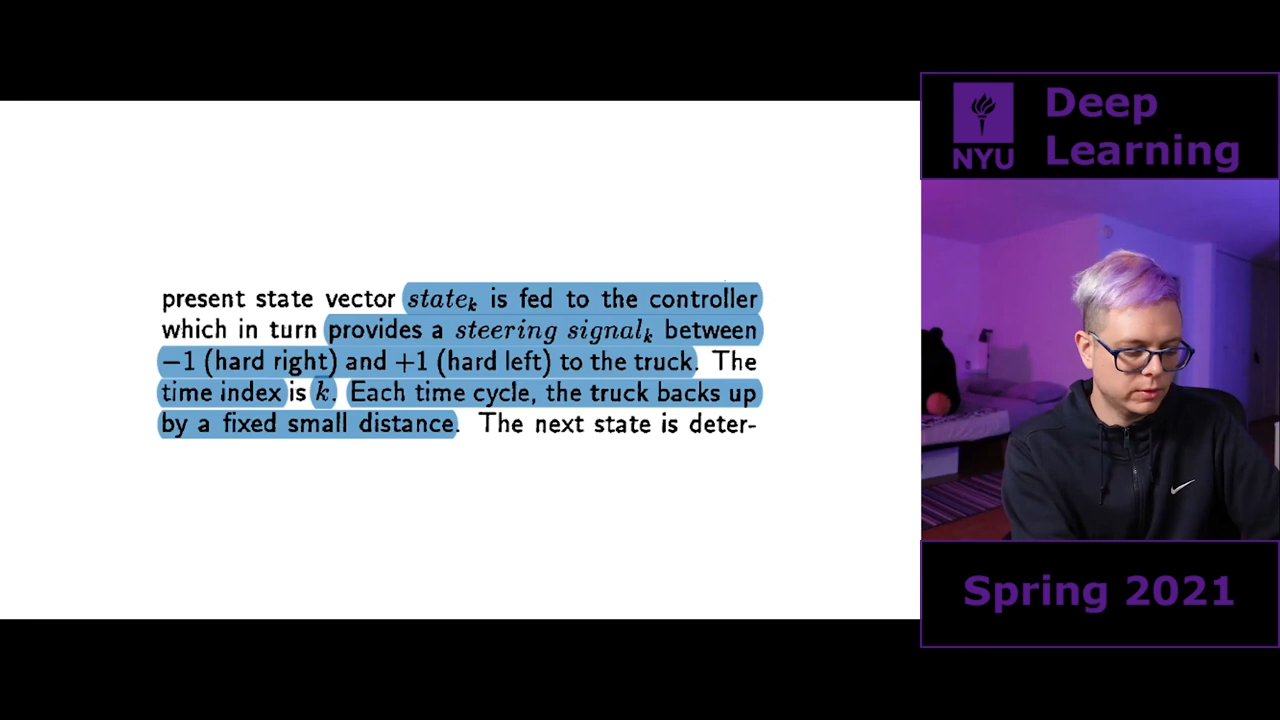 present state vector stateₖ is fed to the controller
which in turn provides a steering signalₖ between
−1 (hard right) and +1 (hard left) to the truck. The
time index is k. Each time cycle, the truck backs up
by a fixed small distance. The next state is deter-
NYU
Deep
Learning
Spring 2021